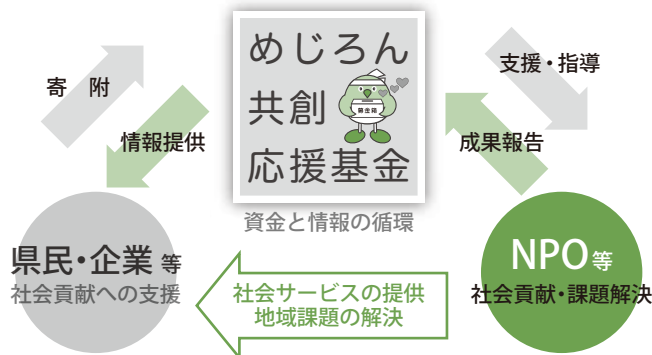 めじろん
共創
応援基金
募金箱
資金と情報の循環
寄 附
情報提供
支援・指導
成果報告
県民・企業 等
社会貢献への支援
社会サービスの提供
地域課題の解決
NPO等
社会貢献・課題解決